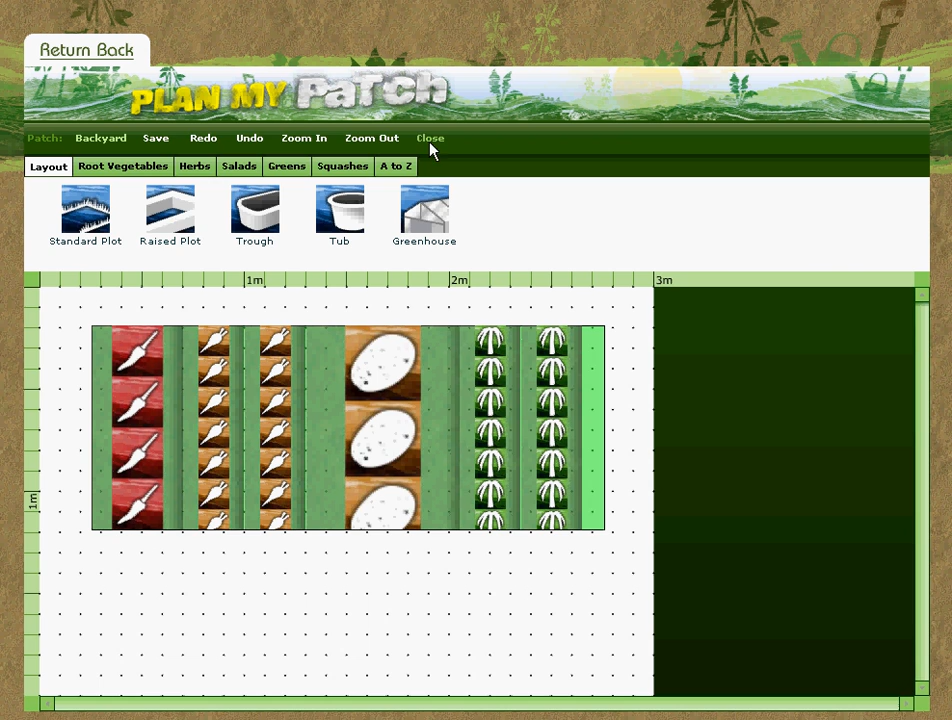 Return Back
PLAN MY PaTCH
Patch: Backyard Save Redo Undo Zoom In Zoom Out Close
Layout Root Vegetables Herbs Salads Greens Squashes A to Z
Standard Plot Raised Plot Trough Tub Greenhouse
1m 2m 3m
1m